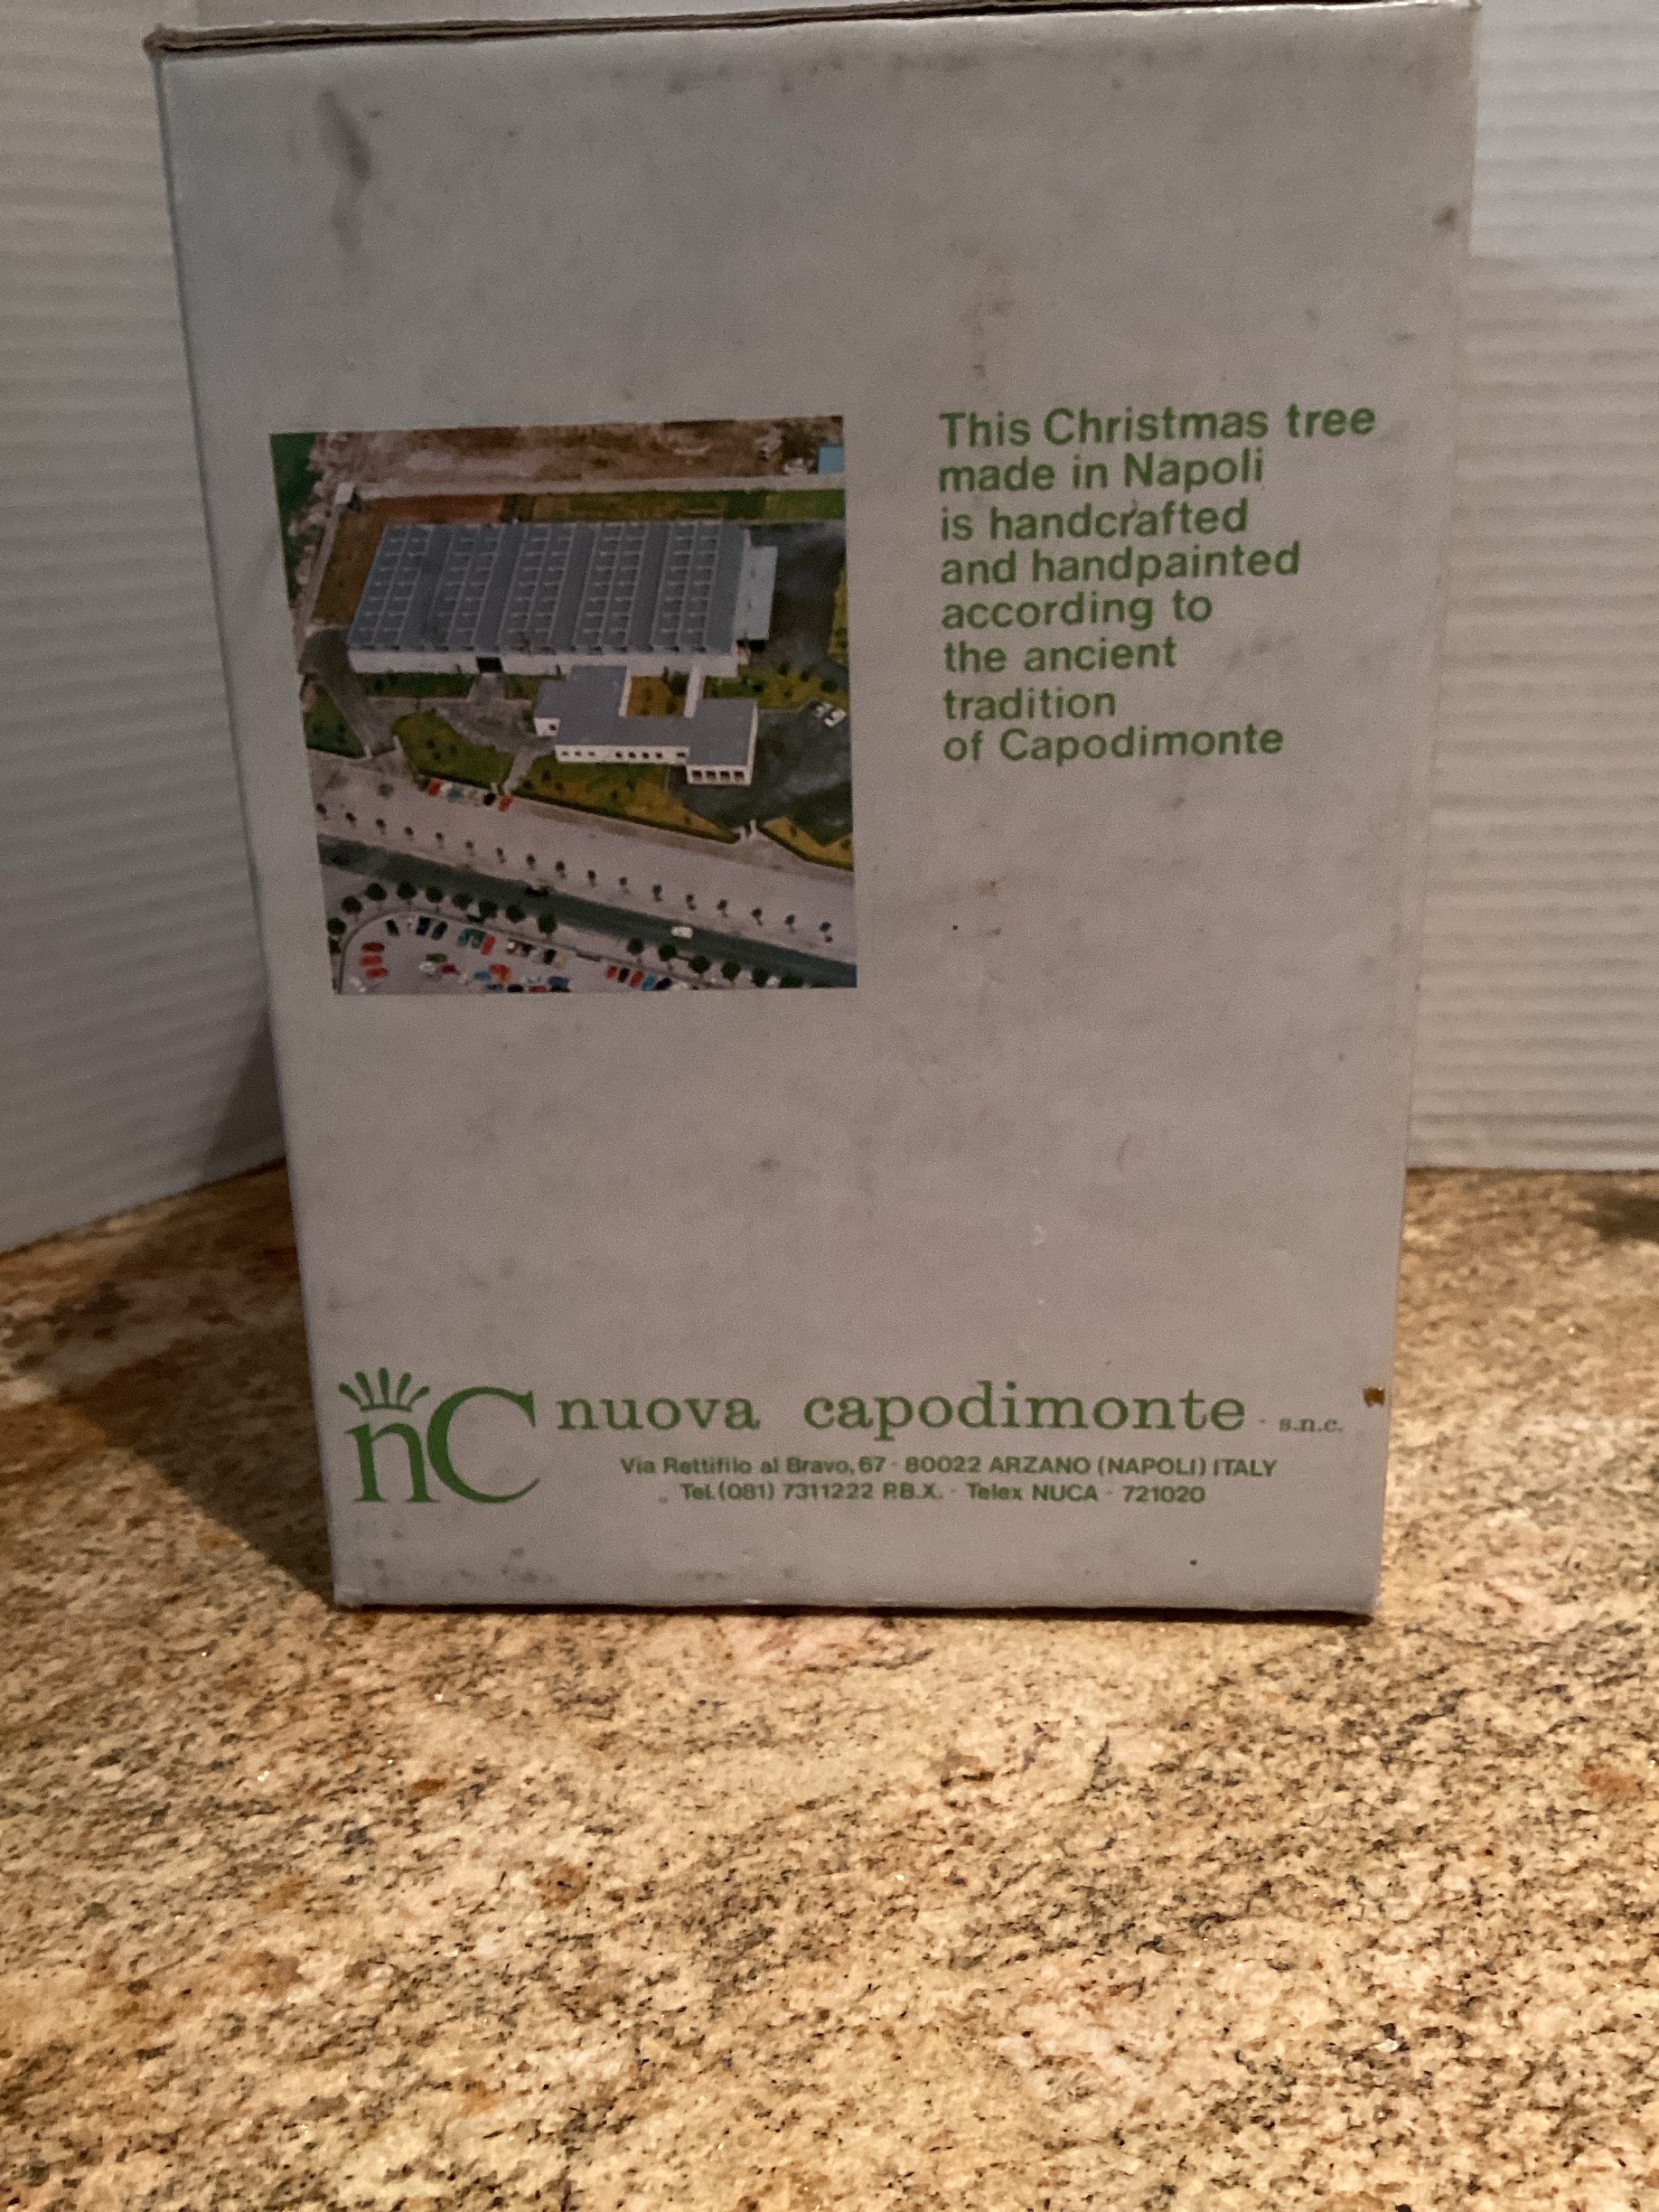 This Christmas tree
made in Napoli
is handcrafted
and handpainted
according to
the ancient
tradition
of Capodimonte
nC nuova capodimonte - s.n.c.
Via Rettifilo al Bravo, 67 - 80022 ARZANO (NAPOLI) ITALY
Tel. (081) 7311222 P.B.X. - Telex NUCA - 721020